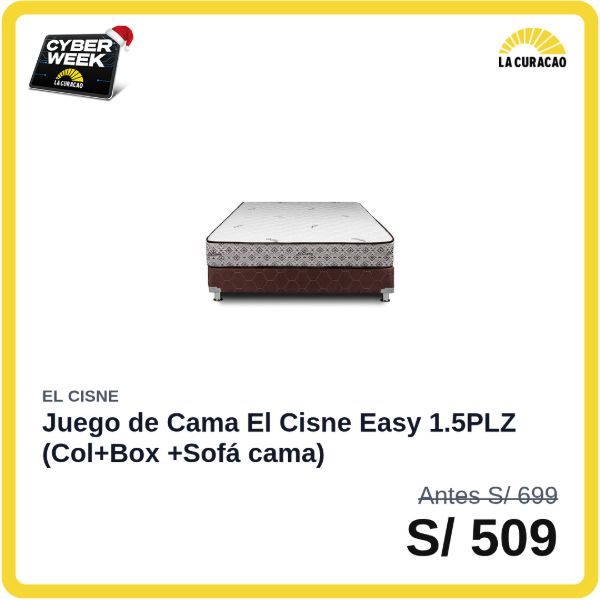 CYBER
WEEK
LA CURACAO
LA CURACAO
EL CISNE
Juego de Cama El Cisne Easy 1.5PLZ
(Col+Box +Sofá cama)
Antes S/ 699
S/ 509